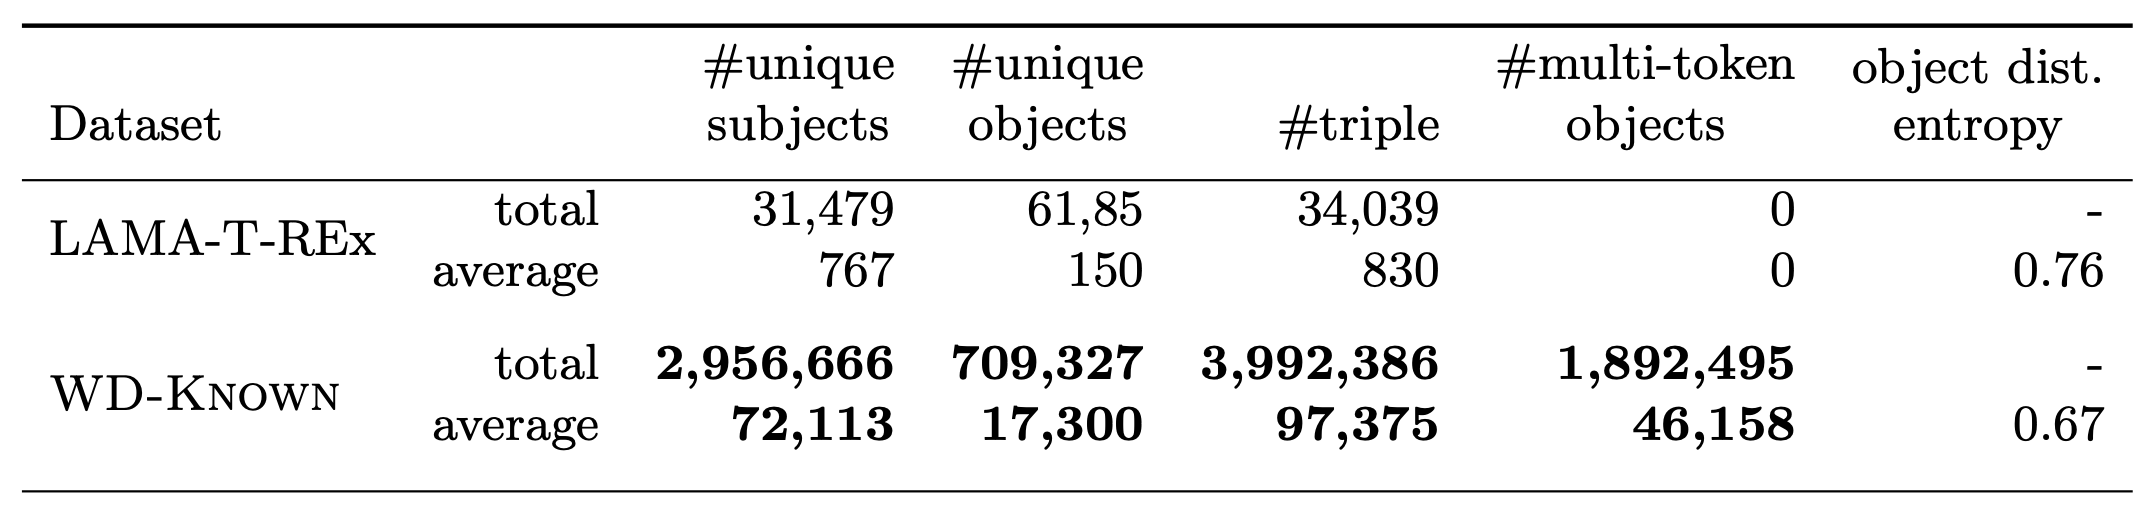 Dataset #unique subjects #unique objects #triple #multi-token objects object dist. entropy
LAMA-T-REx total 31,479 61,85 34,039 0 -
average 767 150 830 0 0.76
WD-KNOWN total 2,956,666 709,327 3,992,386 1,892,495 -
average 72,113 17,300 97,375 46,158 0.67